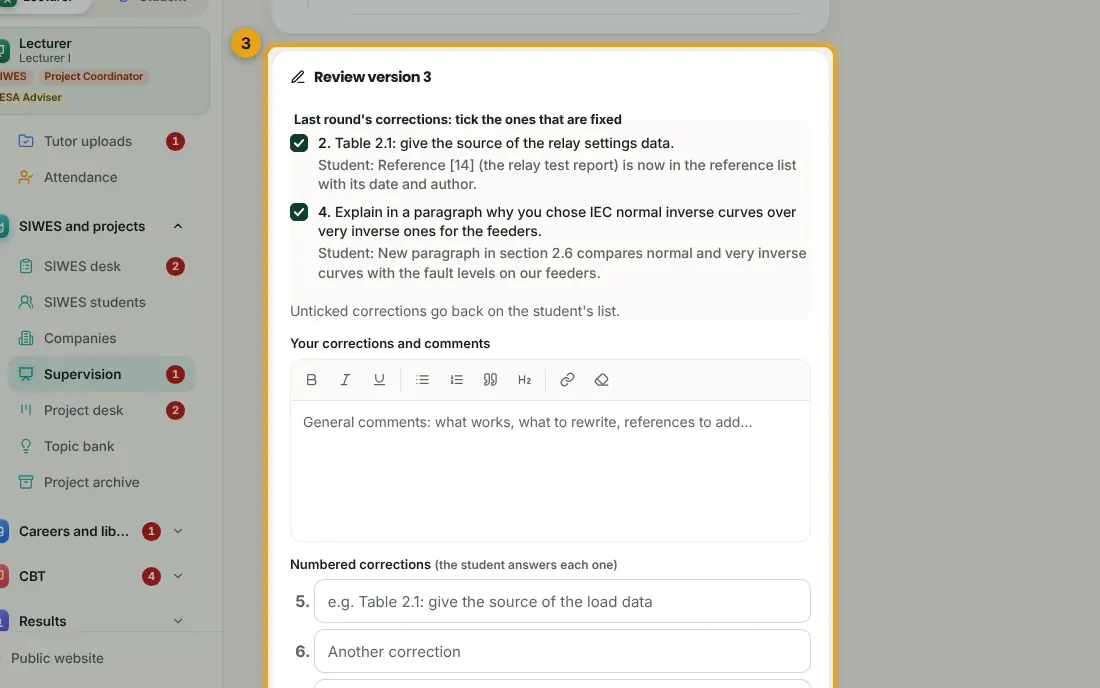 Lecturer
Student
Lecturer
Lecturer I
SIWES
Project Coordinator
ESA Adviser
Tutor uploads 1
Attendance
SIWES and projects
SIWES desk 2
SIWES students
Companies
Supervision 1
Project desk 2
Topic bank
Project archive
Careers and lib... 1
CBT 4
Results
Public website
3
Review version 3
Last round's corrections: tick the ones that are fixed
2. Table 2.1: give the source of the relay settings data.
Student: Reference [14] (the relay test report) is now in the reference list
with its date and author.
4. Explain in a paragraph why you chose IEC normal inverse curves over
very inverse ones for the feeders.
Student: New paragraph in section 2.6 compares normal and very inverse
curves with the fault levels on our feeders.
Unticked corrections go back on the student's list.
Your corrections and comments
B I U H2
General comments: what works, what to rewrite, references to add...
Numbered corrections (the student answers each one)
5. e.g. Table 2.1: give the source of the load data
6. Another correction